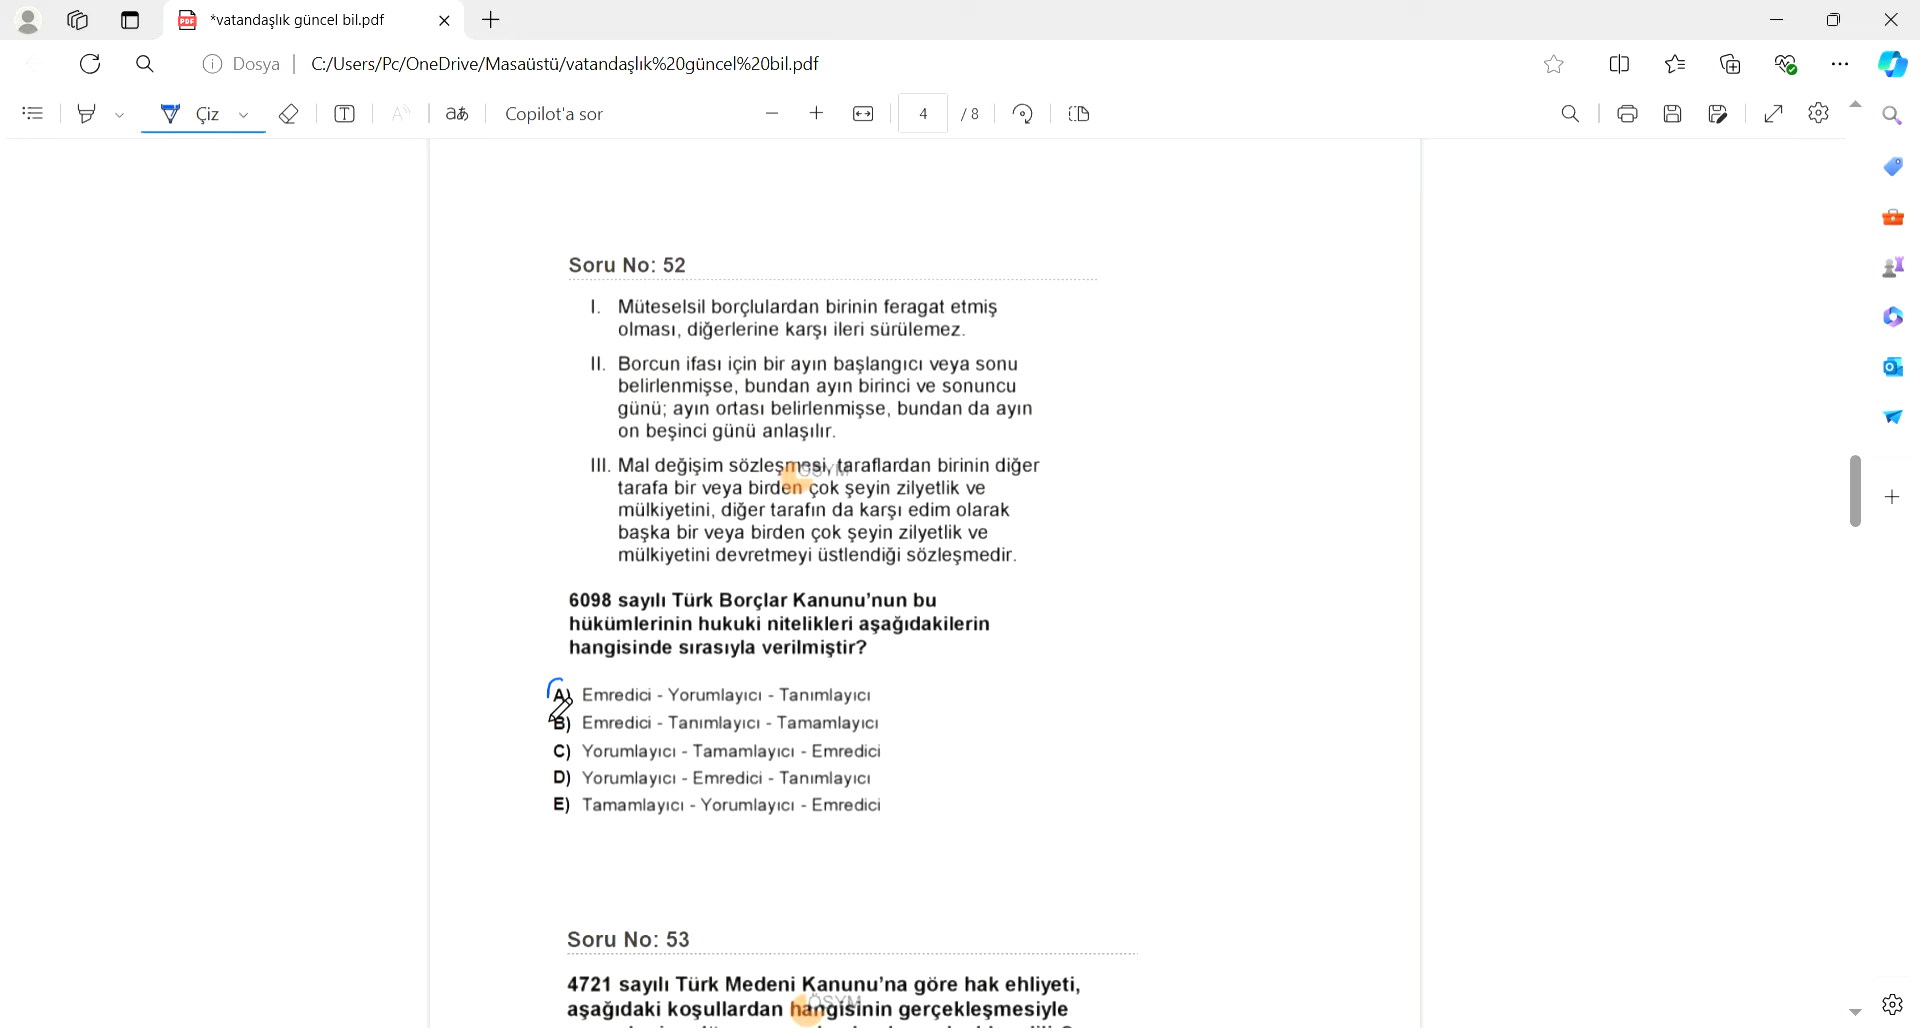 *vatandaşlık güncel bil.pdf
Dosya
C:/Users/Pc/OneDrive/Masaüstü/vatandaşlık%20güncel%20bil.pdf
Çiz
aあ
Copilot'a sor
4 / 8
Soru No: 52
I. Müteselsil borçlulardan birinin feragat etmiş
olması, diğerlerine karşı ileri sürülemez.
II. Borcun ifası için bir ayın başlangıcı veya sonu
belirlenmişse, bundan ayın birinci ve sonuncu
günü; ayın ortası belirlenmişse, bundan da ayın
on beşinci günü anlaşılır.
III. Mal değişim sözleşmesi, taraflardan birinin diğer
ÖSYM
tarafa bir veya birden çok şeyin zilyetlik ve
mülkiyetini, diğer tarafın da karşı edim olarak
başka bir veya birden çok şeyin zilyetlik ve
mülkiyetini devretmeyi üstlendiği sözleşmedir.
6098 sayılı Türk Borçlar Kanunu’nun bu
hükümlerinin hukuki nitelikleri aşağıdakilerin
hangisinde sırasıyla verilmiştir?
A) Emredici - Yorumlayıcı - Tanımlayıcı
B) Emredici - Tanımlayıcı - Tamamlayıcı
C) Yorumlayıcı - Tamamlayıcı - Emredici
D) Yorumlayıcı - Emredici - Tanımlayıcı
E) Tamamlayıcı - Yorumlayıcı - Emredici
Soru No: 53
4721 sayılı Türk Medeni Kanunu’na göre hak ehliyeti,
ÖSYM
aşağıdaki koşullardan hangisinin gerçekleşmesiyle